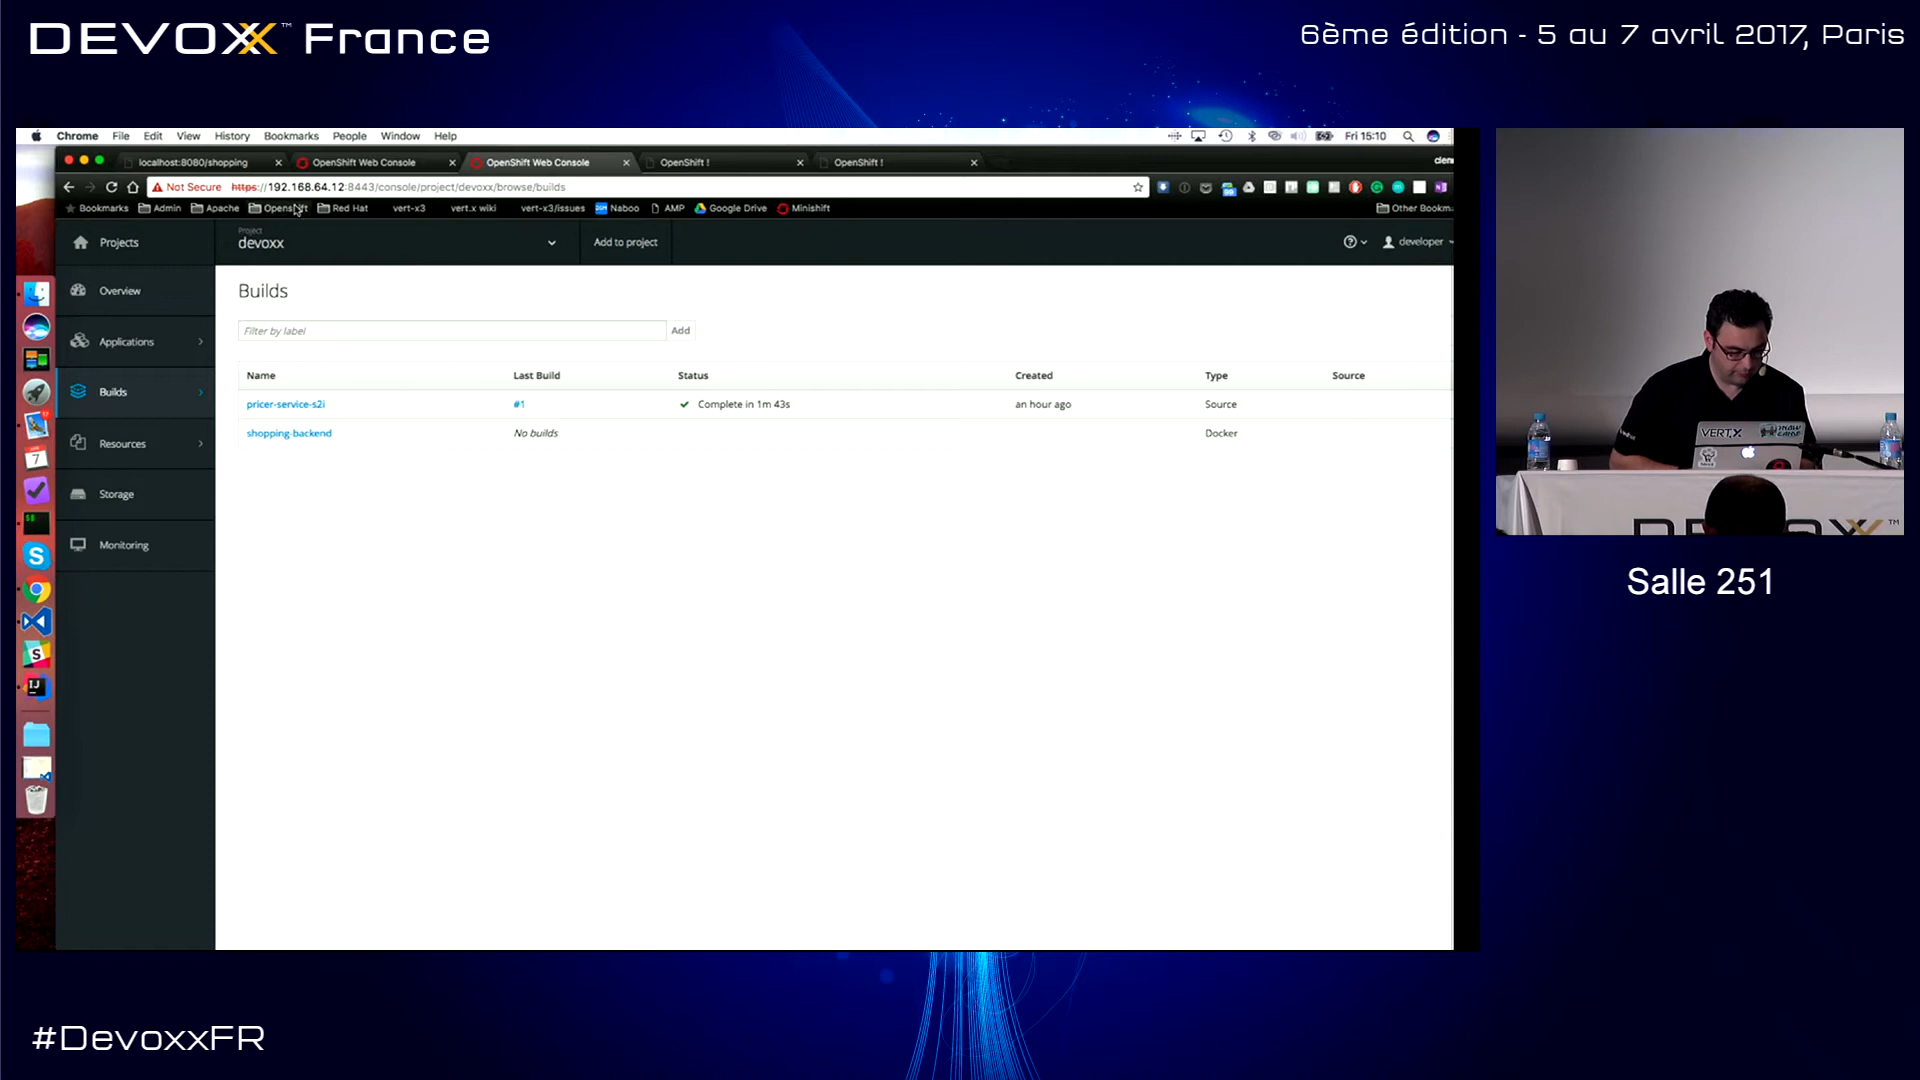 DEVOXX™ France
6ème édition - 5 au 7 avril 2017, Paris
Chrome File Edit View History Bookmarks People Window Help
Fri 15:10
localhost:8080/shopping
OpenShift Web Console
OpenShift Web Console
OpenShift !
OpenShift !
Not Secure https://192.168.64.12:8443/console/project/devoxx/browse/builds
Bookmarks Admin Apache Openshift Red Hat vert-x3 vert.x wiki vert-x3/issues Naboo AMP Google Drive Minishift
Projects
Project
devoxx
Add to project
developer
Overview
Applications
Builds
Resources
Storage
Monitoring
Builds
Filter by label
Add
Name Last Build Status Created Type Source
pricer-service-s2i #1 Complete in 1m 43s an hour ago Source
shopping-backend No builds Docker
7
VERT.X
DEVOXX™
Salle 251
#DevoxxFR